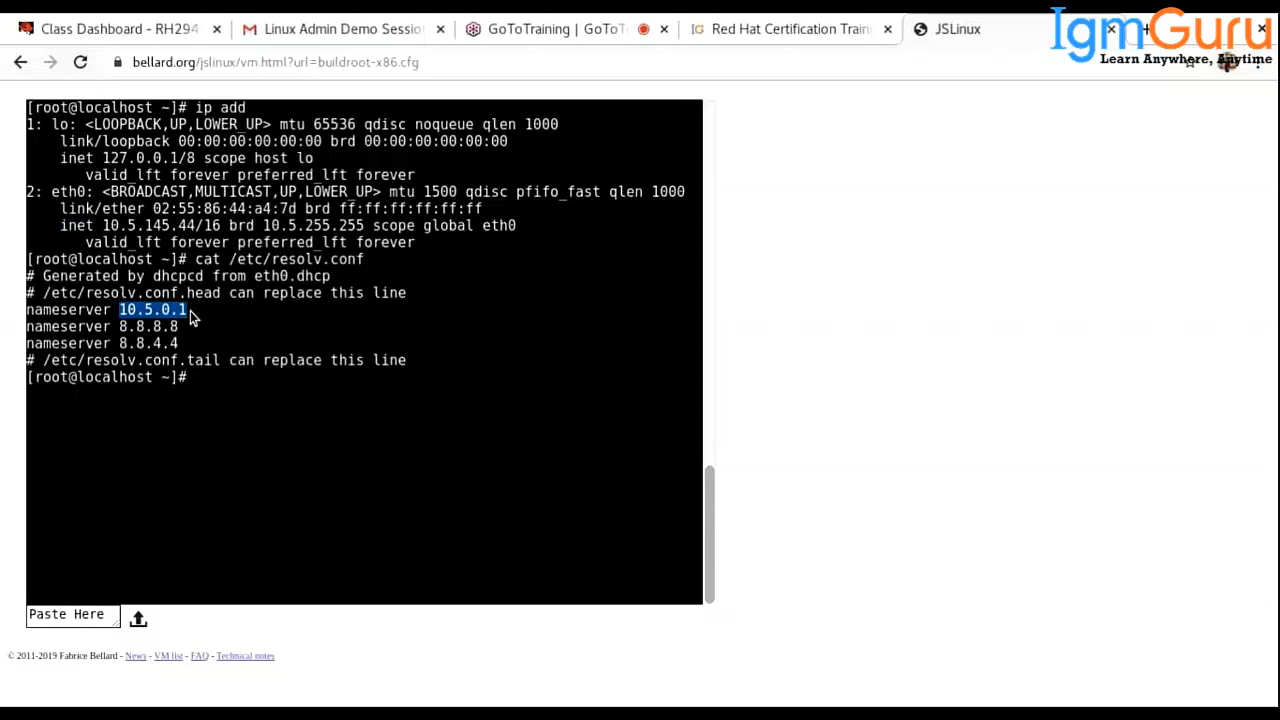 Class Dashboard - RH294
Linux Admin Demo Sessio
GoToTraining | GoTo
Red Hat Certification Train
JSLinux
IgmGuru
Learn Anywhere, Anytime
bellard.org/jslinux/vm.html?url=buildroot-x86.cfg
[root@localhost ~]# ip add
1: lo: <LOOPBACK,UP,LOWER_UP> mtu 65536 qdisc noqueue qlen 1000
    link/loopback 00:00:00:00:00:00 brd 00:00:00:00:00:00
    inet 127.0.0.1/8 scope host lo
       valid_lft forever preferred_lft forever
2: eth0: <BROADCAST,MULTICAST,UP,LOWER_UP> mtu 1500 qdisc pfifo_fast qlen 1000
    link/ether 02:55:86:44:a4:7d brd ff:ff:ff:ff:ff:ff
    inet 10.5.145.44/16 brd 10.5.255.255 scope global eth0
       valid_lft forever preferred_lft forever
[root@localhost ~]# cat /etc/resolv.conf
# Generated by dhcpcd from eth0.dhcp
# /etc/resolv.conf.head can replace this line
nameserver 10.5.0.1
nameserver 8.8.8.8
nameserver 8.8.4.4
# /etc/resolv.conf.tail can replace this line
[root@localhost ~]#
Paste Here
© 2011-2019 Fabrice Bellard - News - VM list - FAQ - Technical notes